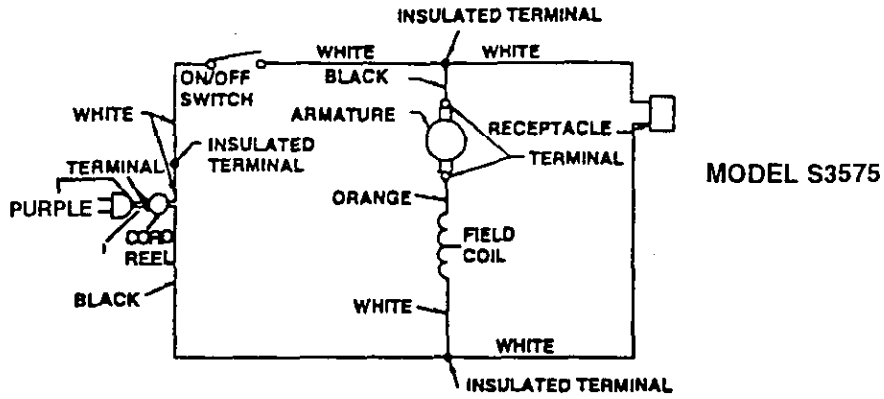 INSULATED TERMINAL
WHITE
WHITE
ON/OFF
SWITCH
BLACK
ARMATURE
WHITE
RECEPTACLE
INSULATED
TERMINAL
TERMINAL
TERMINAL
MODEL S3575
PURPLE
ORANGE
CORD
REEL
FIELD
COIL
BLACK
WHITE
WHITE
INSULATED TERMINAL